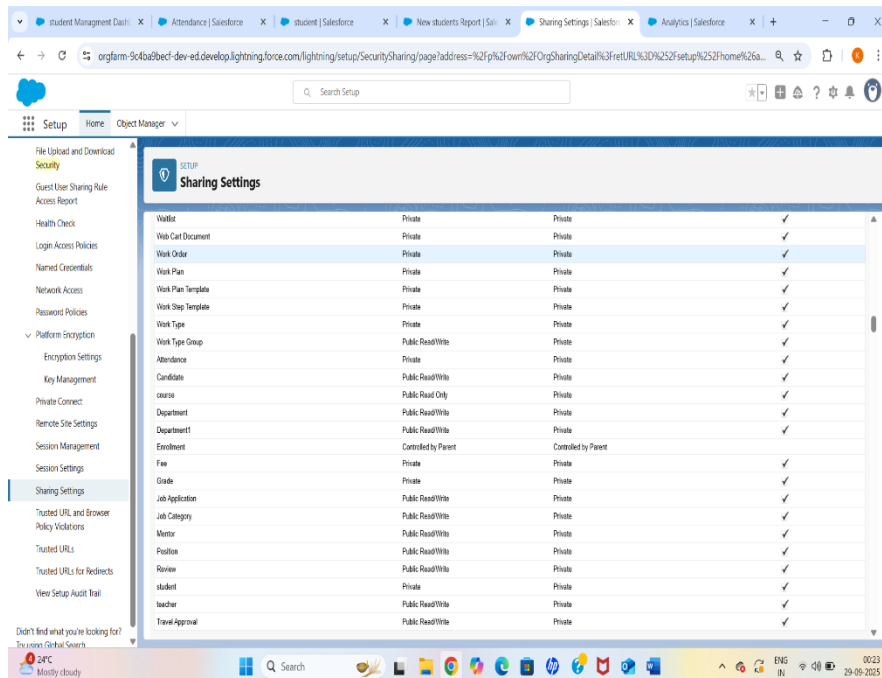 student Managment Dash
Attendance | Salesforce
student | Salesforce
New students Report | Sale
Sharing Settings | Salesfor
Analytics | Salesforce
orgfarm-9c4ba9becf-dev-ed.develop.lightning.force.com/lightning/setup/SecuritySharing/page?address=%2Fp%2Fown%2FOrgSharingDetail%3FretURL%3D%252Fsetup%252Fhome%26a...
K
Search Setup
Setup Home Object Manager
File Upload and Download
Security
Guest User Sharing Rule
Access Report
Health Check
Login Access Policies
Named Credentials
Network Access
Password Policies
Platform Encryption
Encryption Settings
Key Management
Private Connect
Remote Site Settings
Session Management
Session Settings
Sharing Settings
Trusted URL and Browser
Policy Violations
Trusted URLs
Trusted URLs for Redirects
View Setup Audit Trail
Didn't find what you're looking for?
Try using Global Search
SETUP
Sharing Settings
Waitlist Private Private ✓
Web Cart Document Private Private ✓
Work Order Private Private ✓
Work Plan Private Private ✓
Work Plan Template Private Private ✓
Work Step Template Private Private ✓
Work Type Private Private ✓
Work Type Group Public Read/Write Private ✓
Attendance Private Private ✓
Candidate Public Read/Write Private ✓
course Public Read Only Private ✓
Department Public Read/Write Private ✓
Department1 Public Read/Write Private ✓
Enrollment Controlled by Parent Controlled by Parent
Fee Private Private ✓
Grade Private Private ✓
Job Application Public Read/Write Private ✓
Job Category Public Read/Write Private ✓
Mentor Public Read/Write Private ✓
Position Public Read/Write Private ✓
Review Public Read/Write Private ✓
student Private Private ✓
teacher Public Read/Write Private ✓
Travel Approval Public Read/Write Private ✓
4
24°C
Mostly cloudy
Search
ENG
IN
00:23
29-09-2025